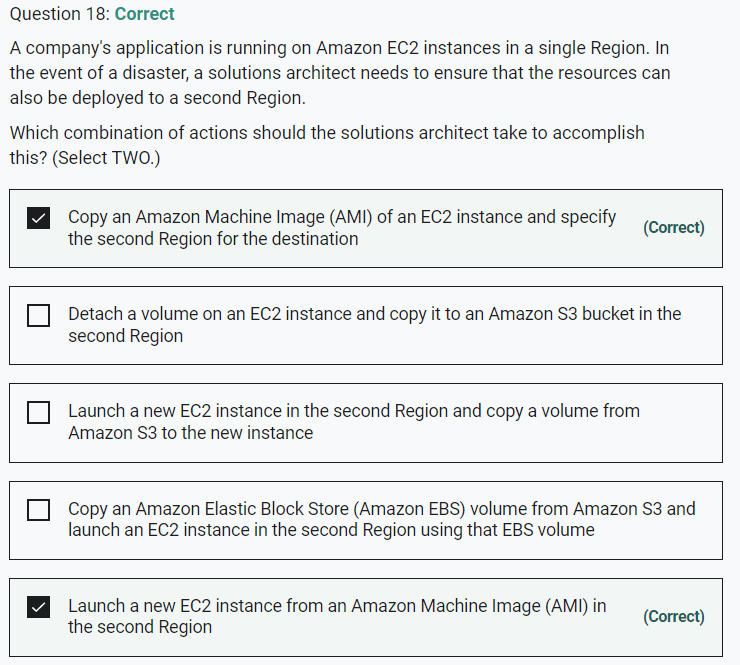 Question 18: Correct
A company's application is running on Amazon EC2 instances in a single Region. In
the event of a disaster, a solutions architect needs to ensure that the resources can
also be deployed to a second Region.
Which combination of actions should the solutions architect take to accomplish
this? (Select TWO.)
Copy an Amazon Machine Image (AMI) of an EC2 instance and specify
the second Region for the destination
(Correct)
Detach a volume on an EC2 instance and copy it to an Amazon S3 bucket in the
second Region
Launch a new EC2 instance in the second Region and copy a volume from
Amazon S3 to the new instance
Copy an Amazon Elastic Block Store (Amazon EBS) volume from Amazon S3 and
launch an EC2 instance in the second Region using that EBS volume
Launch a new EC2 instance from an Amazon Machine Image (AMI) in
the second Region
(Correct)